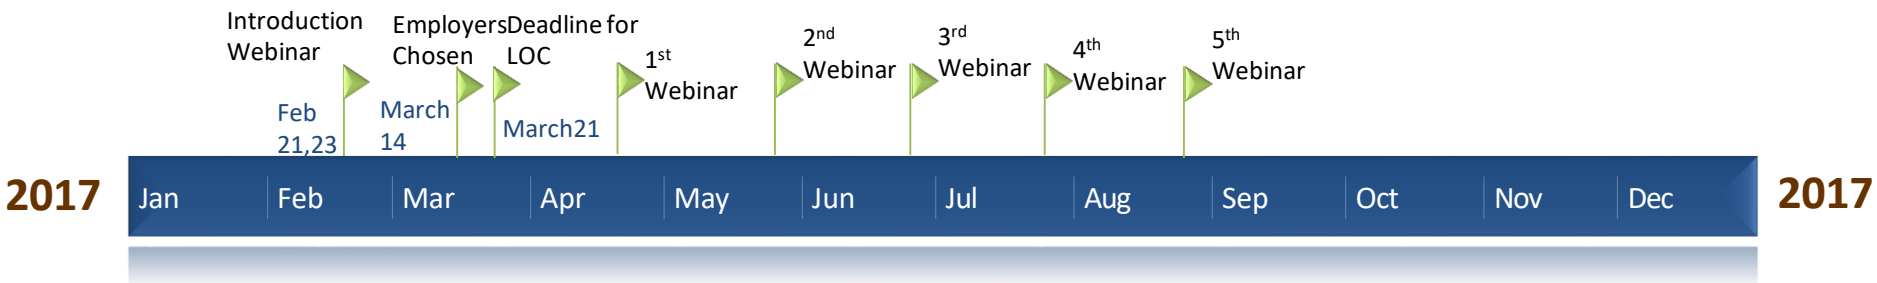 Introduction
Webinar
Feb
21,23
Employers
Chosen
March
14
Deadline for
LOC
March21
1st
Webinar
2nd
Webinar
3rd
Webinar
4th
Webinar
5th
Webinar
2017
Jan
Feb
Mar
Apr
May
Jun
Jul
Aug
Sep
Oct
Nov
Dec
2017